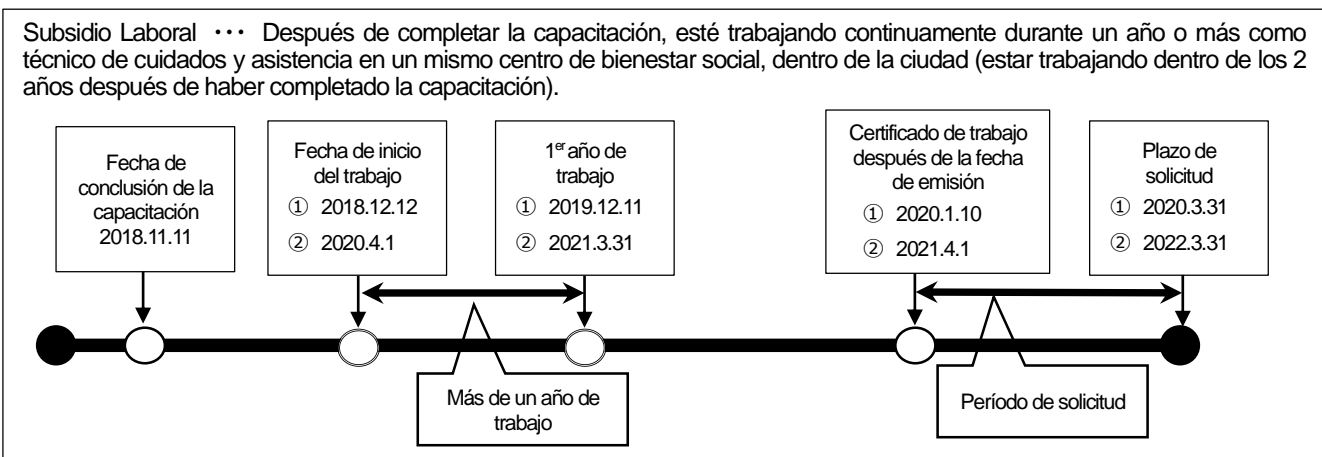 Subsidio Laboral ··· Después de completar la capacitación, esté trabajando continuamente durante un año o más como
técnico de cuidados y asistencia en un mismo centro de bienestar social, dentro de la ciudad (estar trabajando dentro de los 2
años después de haber completado la capacitación).
Fecha de
conclusión de la
capacitación
2018.11.11
Fecha de inicio
del trabajo
① 2018.12.12
② 2020.4.1
1er año de
trabajo
① 2019.12.11
② 2021.3.31
Certificado de trabajo
después de la fecha
de emisión
① 2020.1.10
② 2021.4.1
Plazo de
solicitud
① 2020.3.31
② 2022.3.31
Más de un año de
trabajo
Período de solicitud